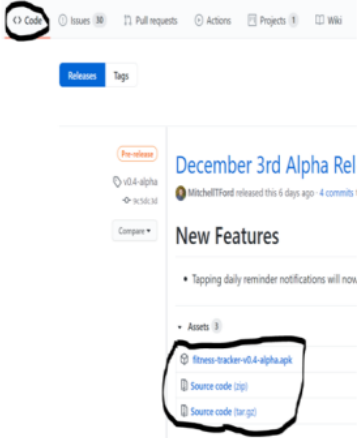 <> Code Issues 30 Pull requests Actions Projects 1 Wiki
Releases Tags
Pre-release
December 3rd Alpha Rel
v0.4-alpha
MitchellTFord released this 6 days ago · 4 commits
Compare
New Features
• Tapping daily reminder notifications will now
Assets 3
fitness-tracker-v0.4-alpha.apk
Source code (zip)
Source code (tar.gz)